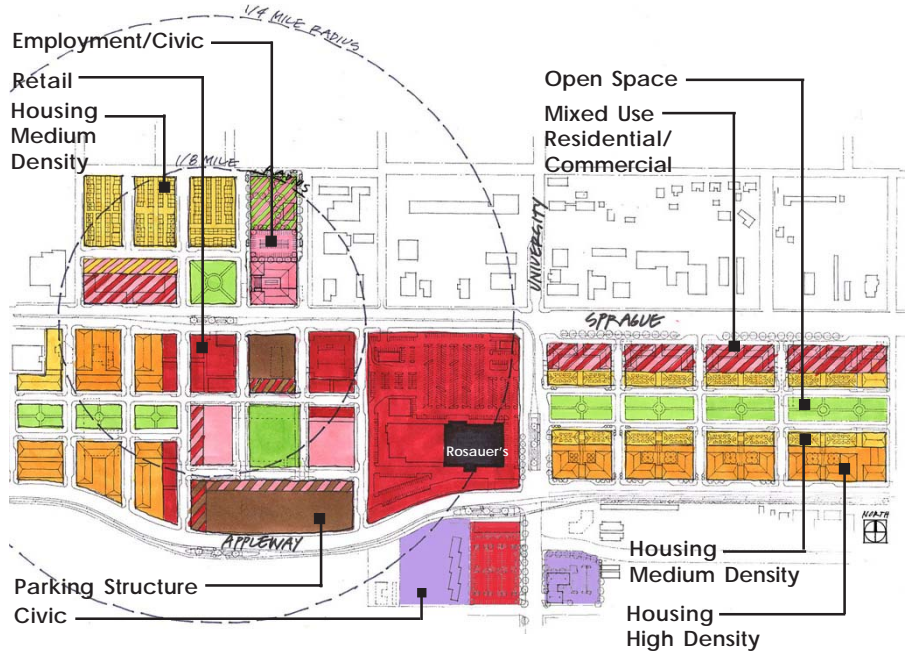 1/4 MILE RADIUS
Employment/Civic
Retail
Housing
Medium
Density
1/8 MILE RADIUS
Open Space
Mixed Use
Residential/
Commercial
UNIVERSITY
SPRAGUE
Rosauer's
NORTH
APPLEWAY
Parking Structure
Civic
Housing
Medium Density
Housing
High Density